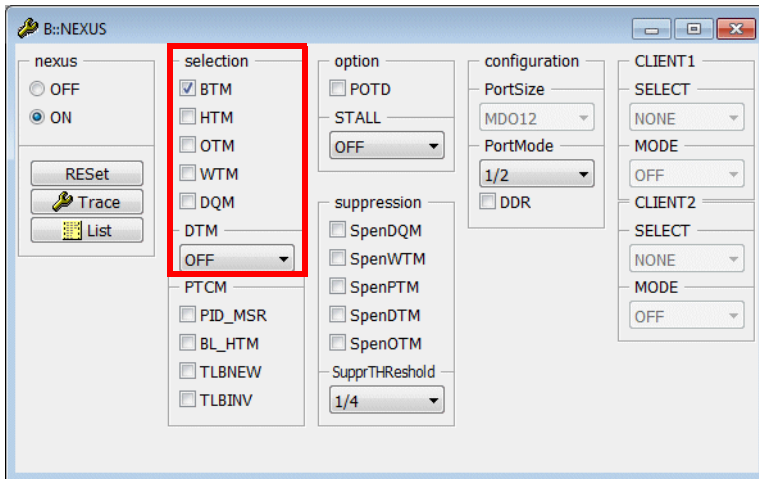 B::NEXUS
nexus
OFF
ON
RESet
Trace
List
selection
BTM
HTM
OTM
WTM
DQM
DTM
OFF
PTCM
PID_MSR
BL_HTM
TLBNEW
TLBINV
option
POTD
STALL
OFF
suppression
SpenDQM
SpenWTM
SpenPTM
SpenDTM
SpenOTM
SupprTHReshold
1/4
configuration
PortSize
MDO12
PortMode
1/2
DDR
CLIENT1
SELECT
NONE
MODE
OFF
CLIENT2
SELECT
NONE
MODE
OFF